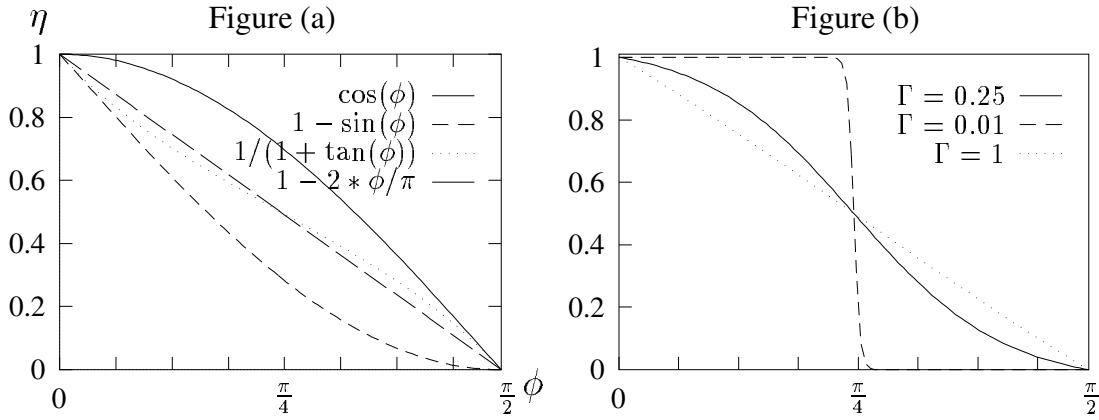 Figure (a)
η
1
0.8
0.6
0.4
0.2
0
cos(φ)
1 − sin(φ)
1/(1 + tan(φ))
1 − 2 * φ/π
0
π/4
π/2
φ
Figure (b)
1
0.8
0.6
0.4
0.2
0
Γ = 0.25
Γ = 0.01
Γ = 1
0
π/4
π/2